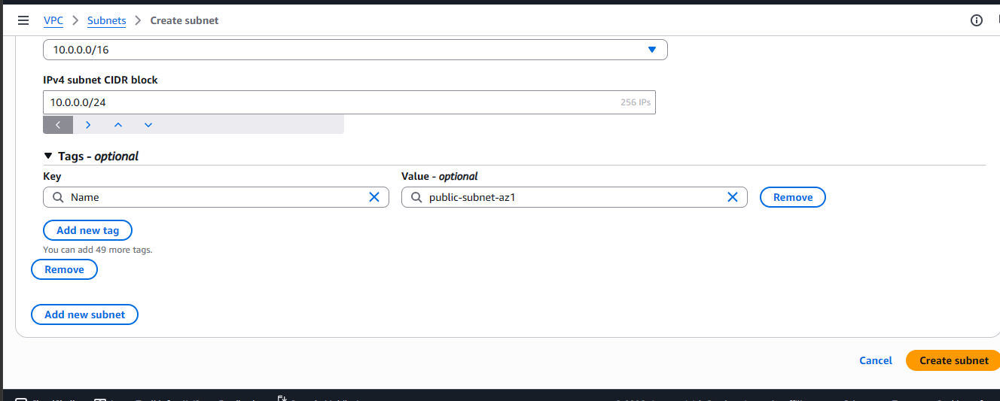 VPC > Subnets > Create subnet
10.0.0.0/16
IPv4 subnet CIDR block
10.0.0.0/24 256 IPs
Tags - optional
Key Value - optional
Name public-subnet-az1 Remove
Add new tag
You can add 49 more tags.
Remove
Add new subnet
Cancel Create subnet